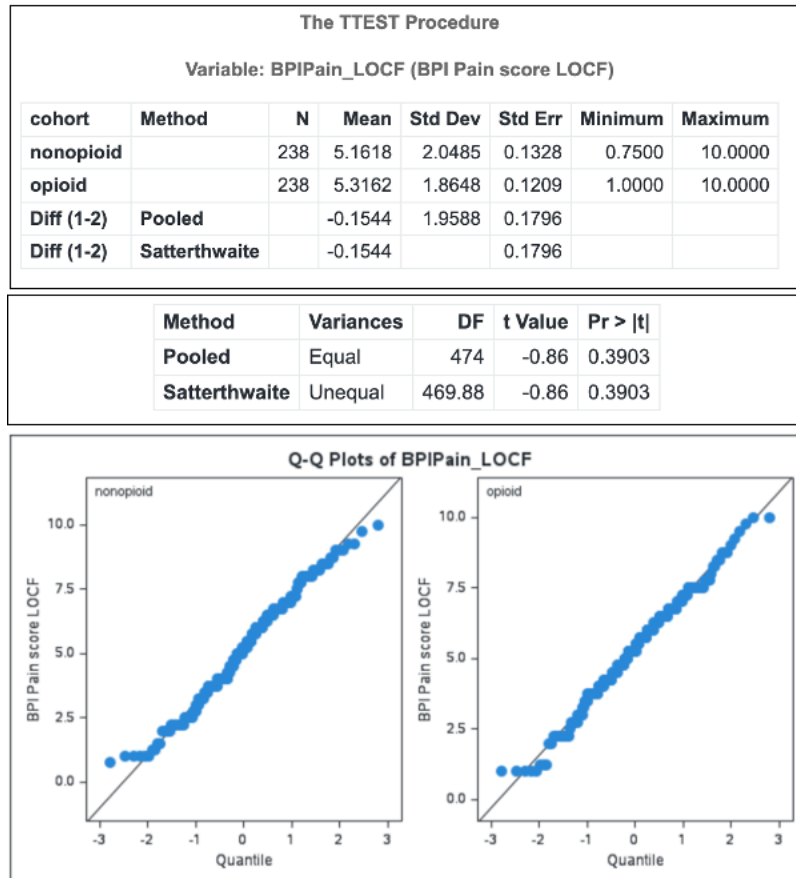 The TTEST Procedure
Variable: BPIPain_LOCF (BPI Pain score LOCF)
cohort Method N Mean Std Dev Std Err Minimum Maximum
nonopioid 238 5.1618 2.0485 0.1328 0.7500 10.0000
opioid 238 5.3162 1.8648 0.1209 1.0000 10.0000
Diff (1-2) Pooled -0.1544 1.9588 0.1796
Diff (1-2) Satterthwaite -0.1544 0.1796
Method Variances DF t Value Pr > |t|
Pooled Equal 474 -0.86 0.3903
Satterthwaite Unequal 469.88 -0.86 0.3903
Q-Q Plots of BPIPain_LOCF
nonopioid
BPI Pain score LOCF
10.0
7.5
5.0
2.5
0.0
-3 -2 -1 0 1 2 3
Quantile
opioid
BPI Pain score LOCF
10.0
7.5
5.0
2.5
0.0
-3 -2 -1 0 1 2 3
Quantile